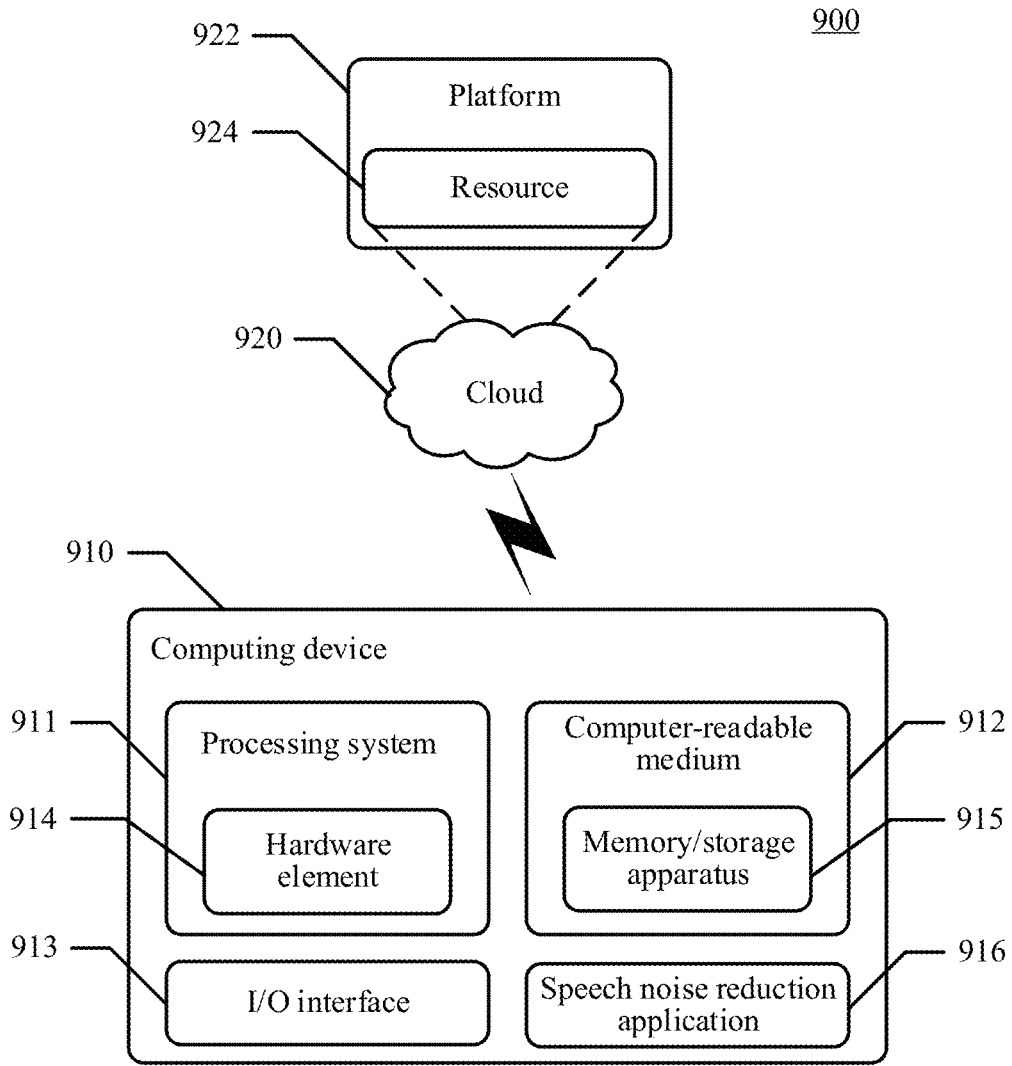 900
922
Platform
924
Resource
920
Cloud
910
Computing device
911
Processing system
Computer-readable
medium
912
914
Hardware
element
Memory/storage
apparatus
915
913
I/O interface
Speech noise reduction
application
916